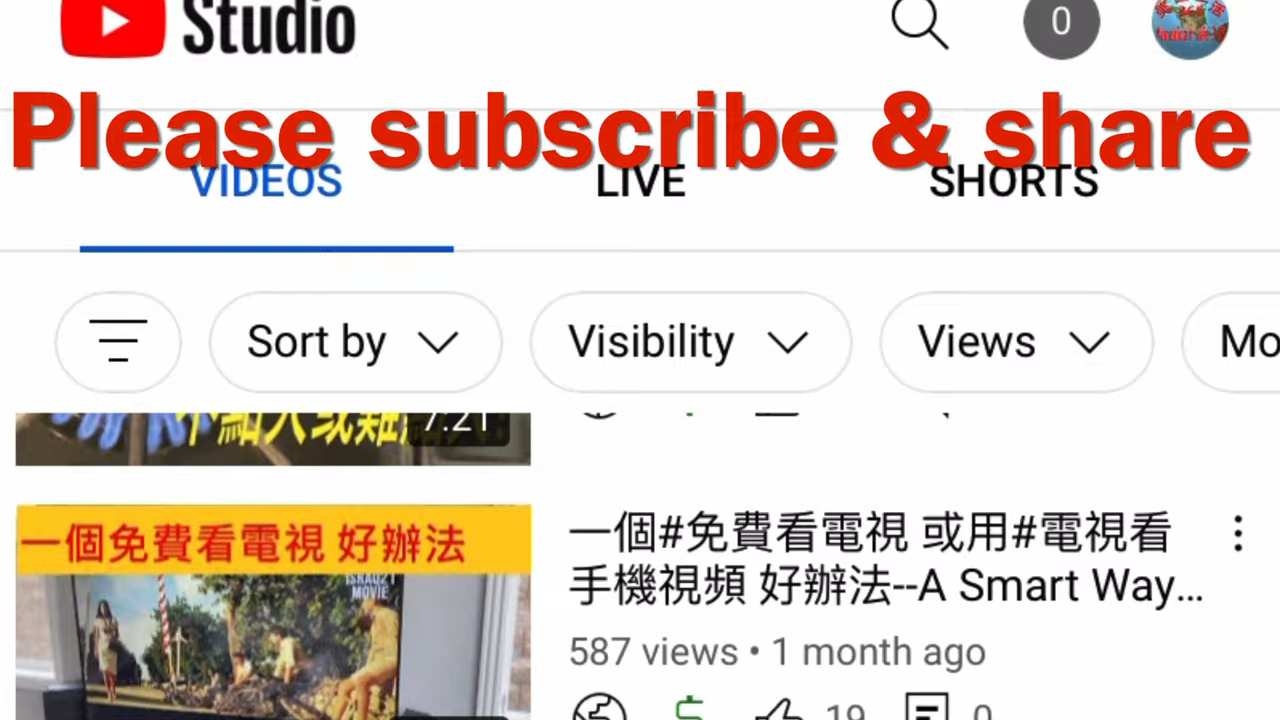 Studio
0
Please subscribe & share
VIDEOS
LIVE
SHORTS
Sort by
Visibility
Views
Mo
7:21
一個免費看電視 好辦法
MOVIE
一個#免費看電視 或用#電視看
手機視頻 好辦法--A Smart Way...
587 views • 1 month ago
19
0